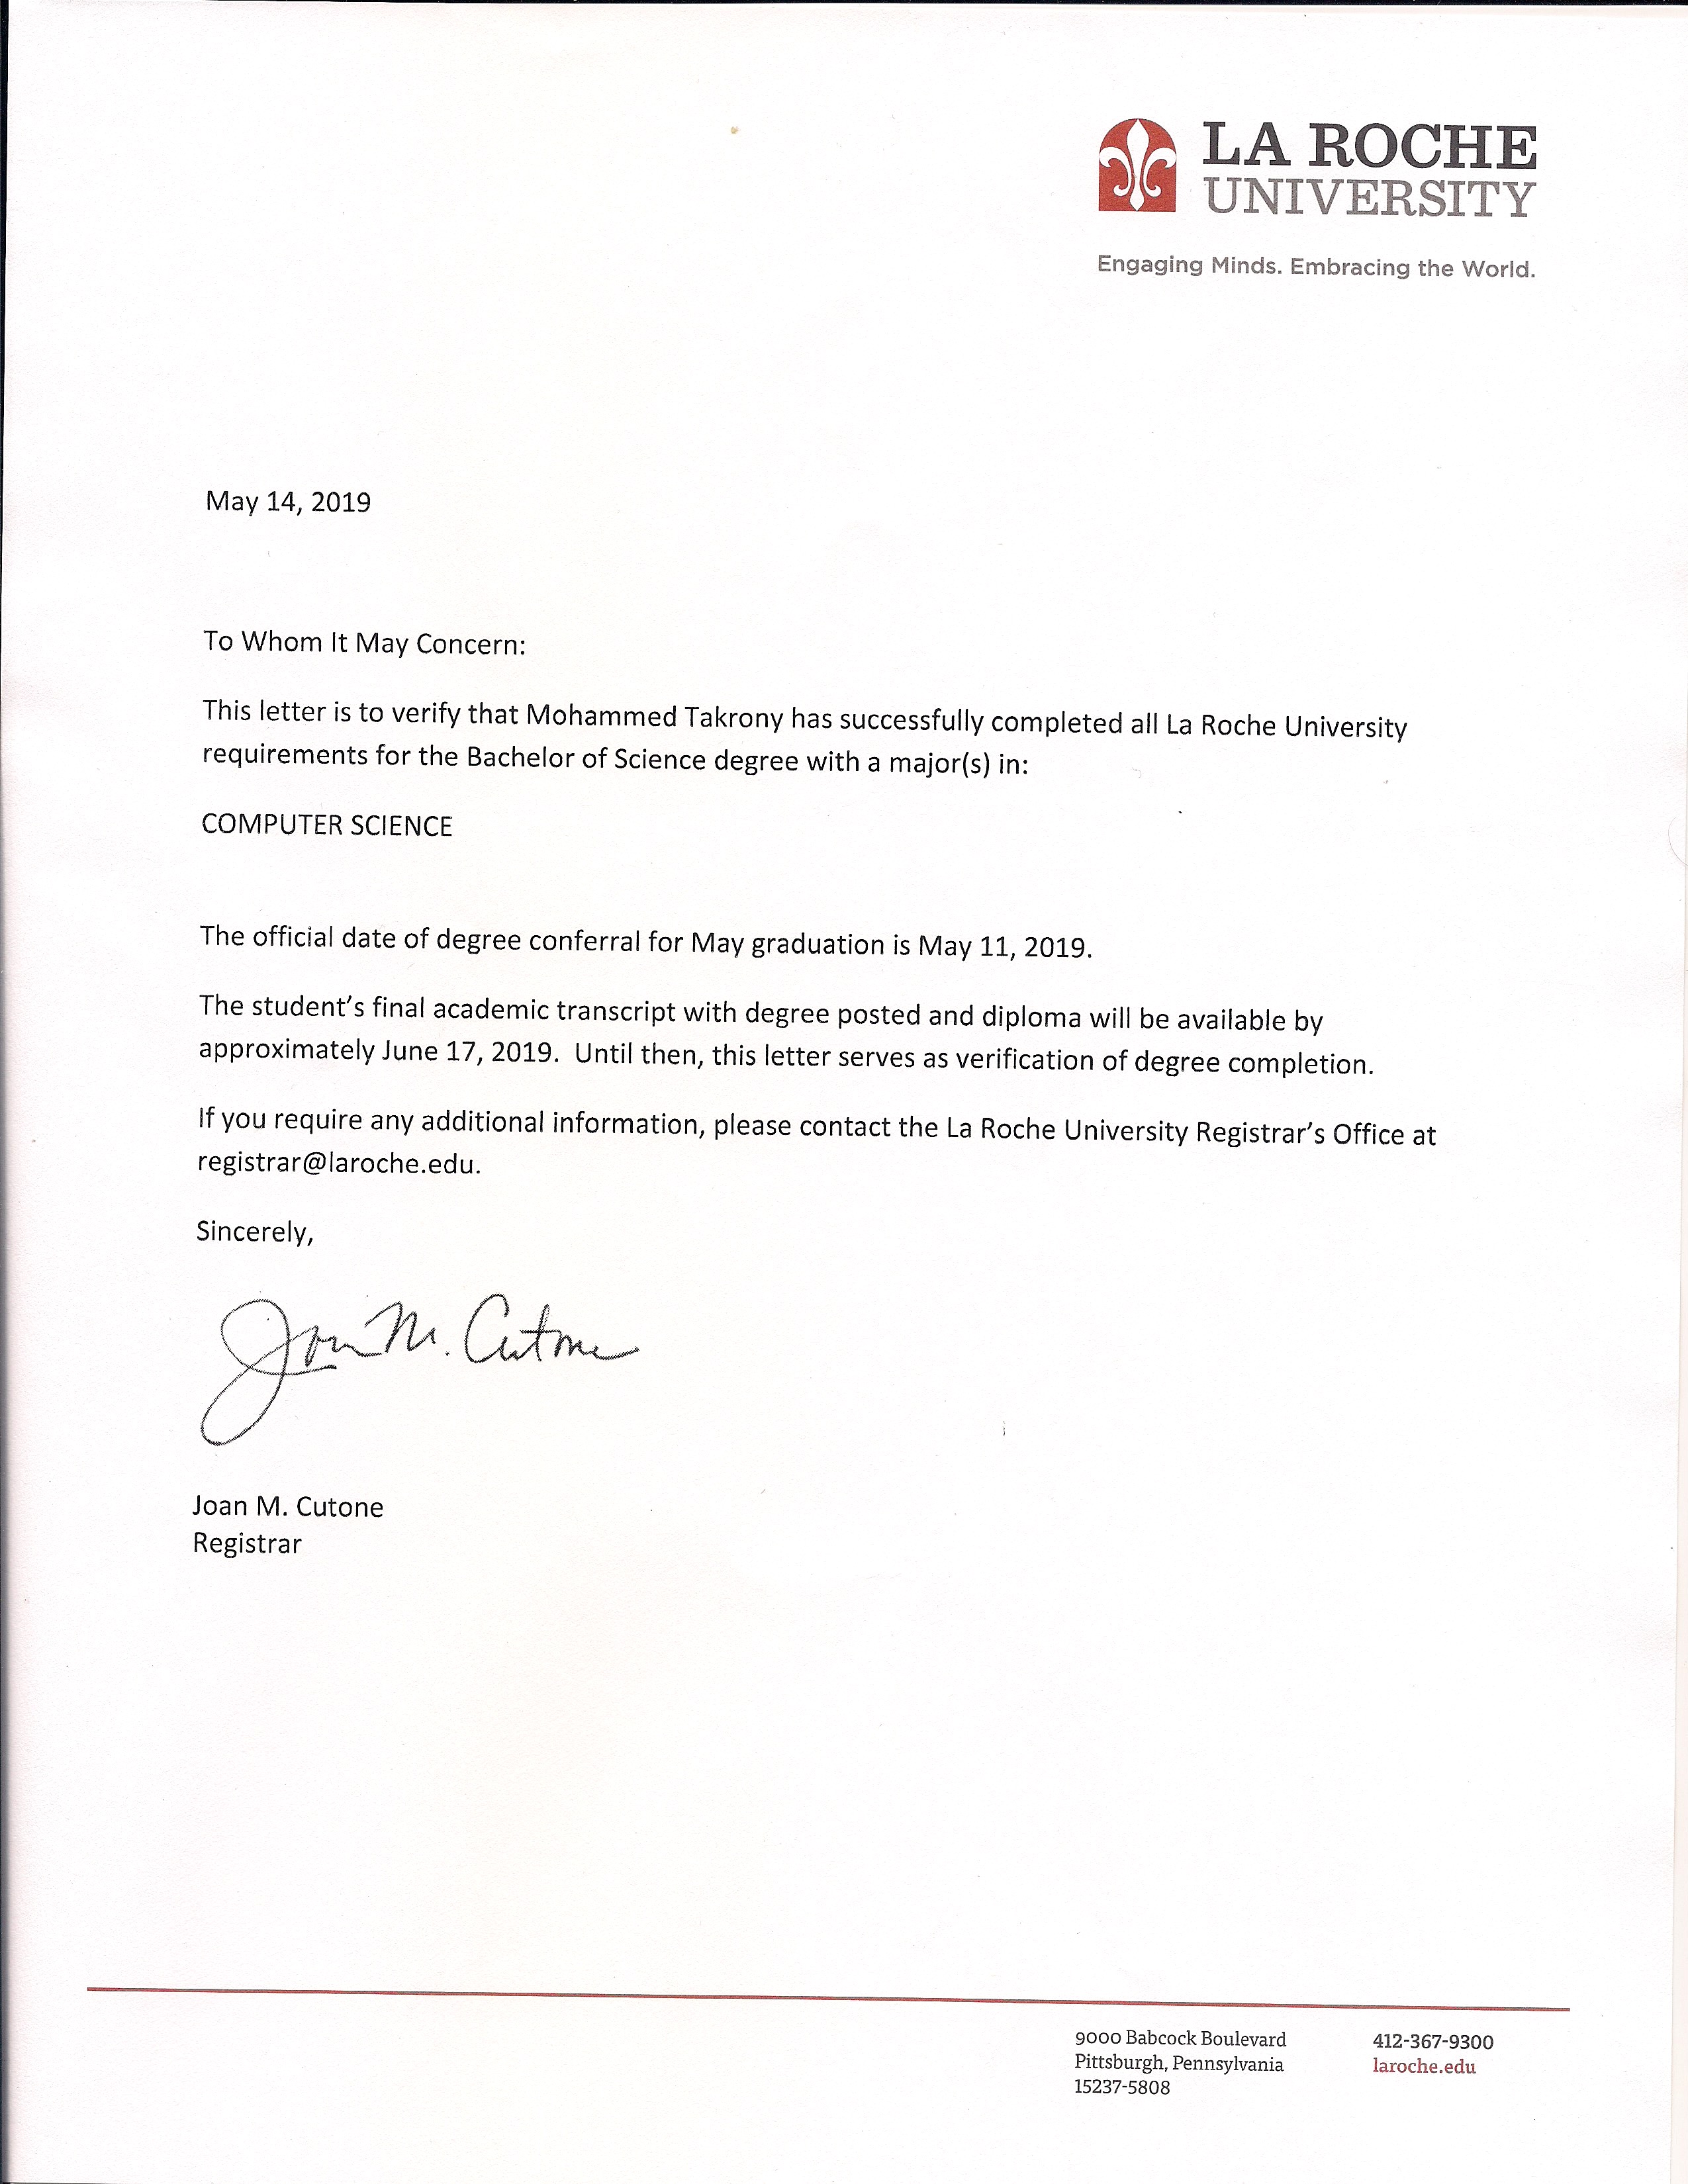 LA ROCHE
UNIVERSITY
Engaging Minds. Embracing the World.
May 14, 2019
To Whom It May Concern:
This letter is to verify that Mohammed Takrony has successfully completed all La Roche University
requirements for the Bachelor of Science degree with a major(s) in:
COMPUTER SCIENCE
The official date of degree conferral for May graduation is May 11, 2019.
The student's final academic transcript with degree posted and diploma will be available by
approximately June 17, 2019.  Until then, this letter serves as verification of degree completion.
If you require any additional information, please contact the La Roche University Registrar's Office at
registrar@laroche.edu.
Sincerely,
Joan M. Cutone
Joan M. Cutone
Registrar
9000 Babcock Boulevard
Pittsburgh, Pennsylvania
15237-5808
412-367-9300
laroche.edu